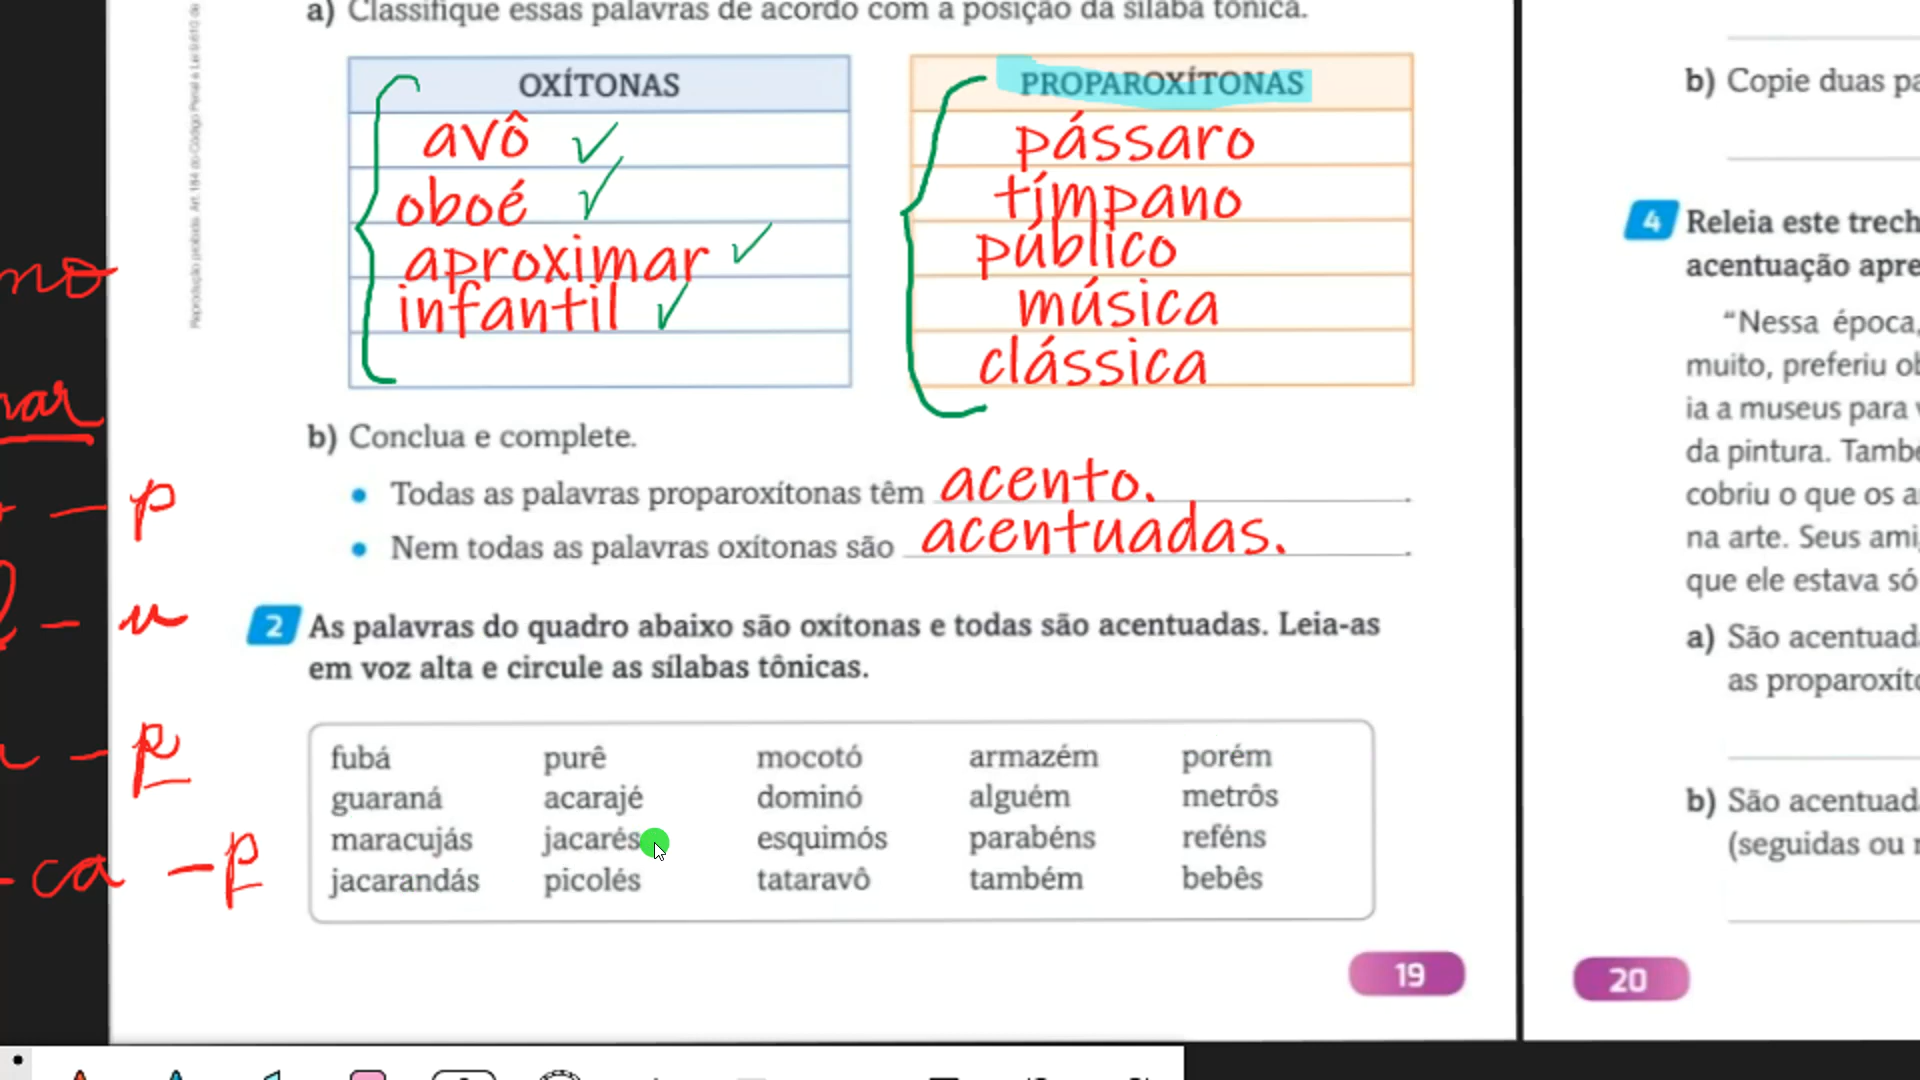 a) Classifique essas palavras de acordo com a posição da sílaba tônica.
OXÍTONAS
avô
oboé
aproximar
infantil
PROPAROXÍTONAS
pássaro
tímpano
público
música
clássica
b) Conclua e complete.
• Todas as palavras proparoxítonas têm acento.
• Nem todas as palavras oxítonas são acentuadas.
2 As palavras do quadro abaixo são oxítonas e todas são acentuadas. Leia-as
em voz alta e circule as sílabas tônicas.
fubá purê mocotó armazém porém
guaraná acarajé dominó alguém metrôs
maracujás jacarés esquimós parabéns reféns
jacarandás picolés tataravô também bebês
19
mo
mar
- p
- u
- p
-ca - p
b) Copie duas pa
4 Releia este trech
acentuação apre
“Nessa época,
muito, preferiu ob
ia a museus para v
da pintura. També
cobriu o que os a
na arte. Seus ami
que ele estava só
a) São acentuad
as proparoxíto
b) São acentuad
(seguidas ou n
20